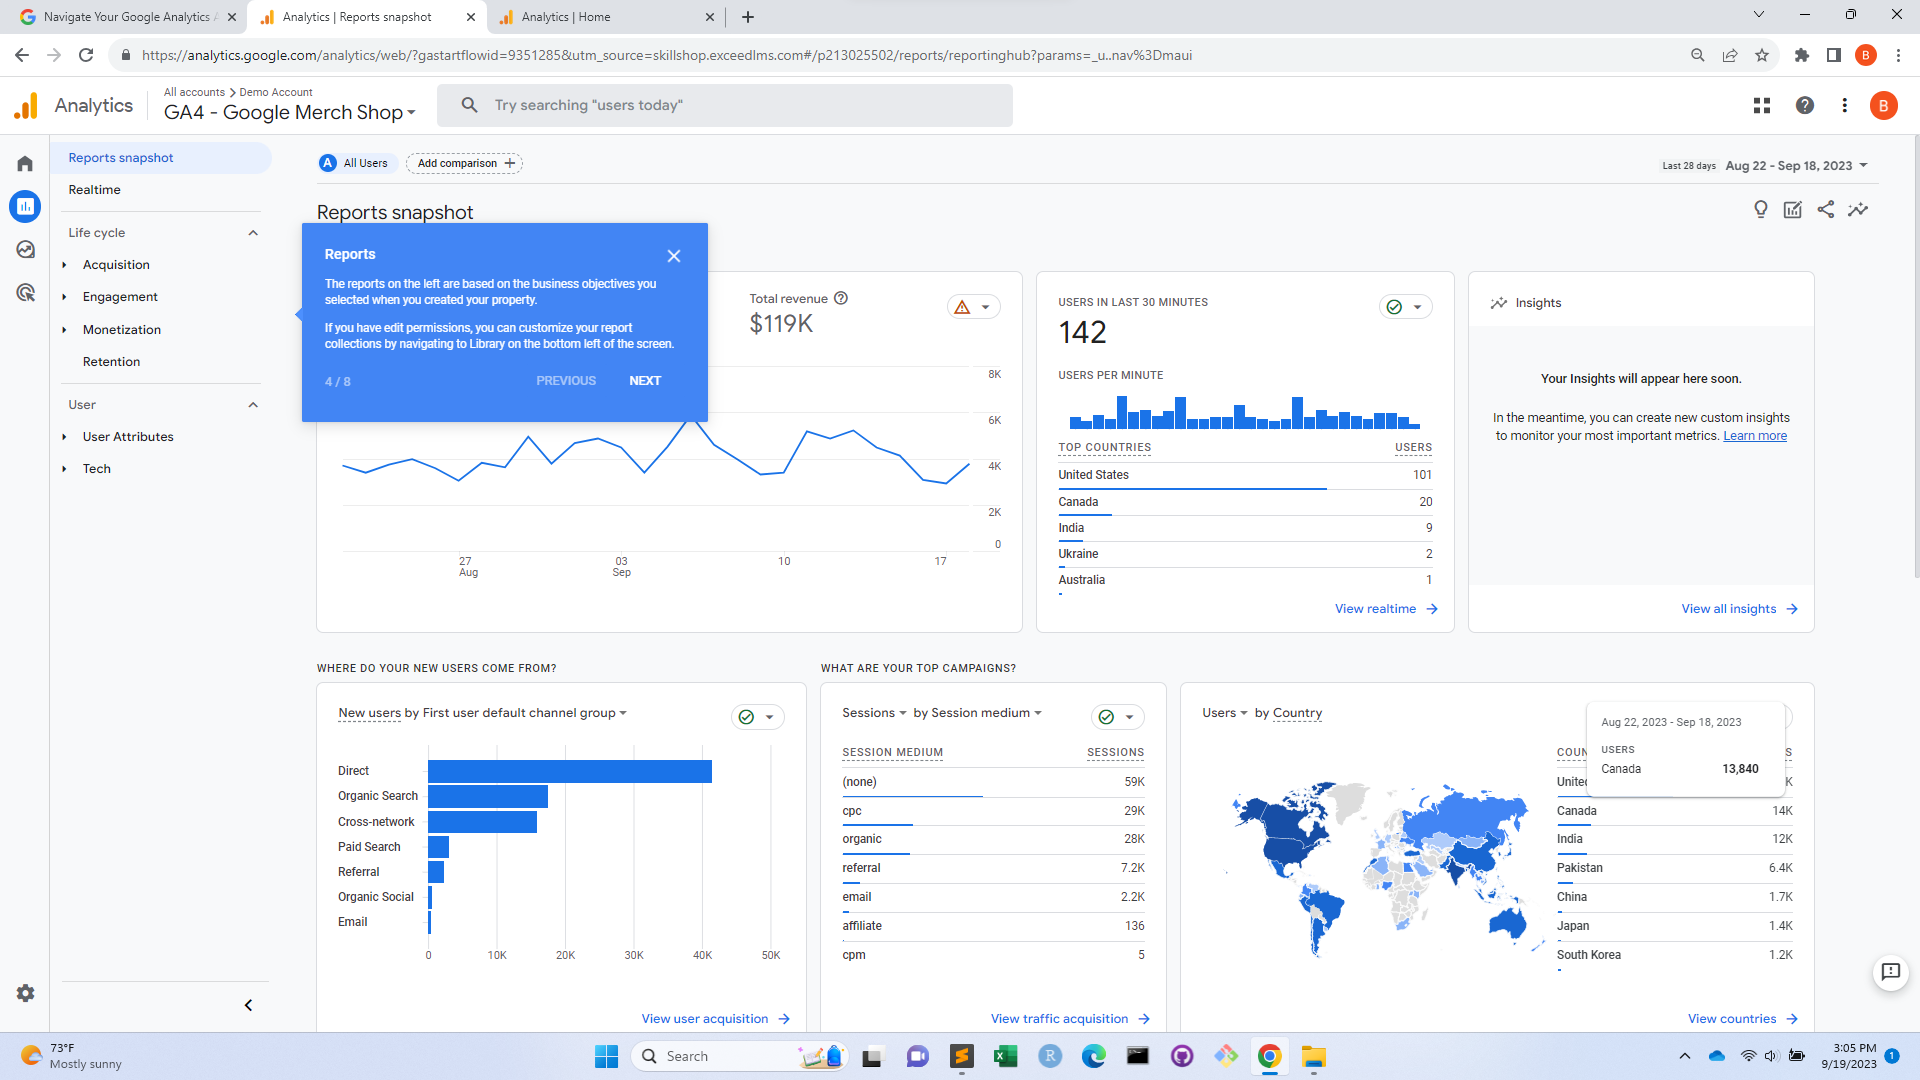 Navigate Your Google Analytics
Analytics | Reports snapshot
Analytics | Home
https://analytics.google.com/analytics/web/?gastartflowid=9351285&utm_source=skillshop.exceedlms.com#/p213025502/reports/reportinghub?params=_u..nav%3Dmaui
B
Analytics
All accounts > Demo Account
GA4 - Google Merch Shop
Try searching "users today"
B
Reports snapshot
Realtime
Life cycle
Acquisition
Engagement
Monetization
Retention
User
User Attributes
Tech
A All Users
Add comparison +
Last 28 days Aug 22 - Sep 18, 2023
Reports snapshot
Reports
The reports on the left are based on the business objectives you
selected when you created your property.
If you have edit permissions, you can customize your report
collections by navigating to Library on the bottom left of the screen.
4 / 8
PREVIOUS
NEXT
Total revenue
$119K
8K
6K
4K
2K
0
27
Aug
03
Sep
10
17
USERS IN LAST 30 MINUTES
142
USERS PER MINUTE
TOP COUNTRIES USERS
United States 101
Canada 20
India 9
Ukraine 2
Australia 1
View realtime
Insights
Your Insights will appear here soon.
In the meantime, you can create new custom insights
to monitor your most important metrics. Learn more
View all insights
WHERE DO YOUR NEW USERS COME FROM?
New users by First user default channel group
Direct
Organic Search
Cross-network
Paid Search
Referral
Organic Social
Email
0 10K 20K 30K 40K 50K
View user acquisition
WHAT ARE YOUR TOP CAMPAIGNS?
Sessions by Session medium
SESSION MEDIUM SESSIONS
(none) 59K
cpc 29K
organic 28K
referral 7.2K
email 2.2K
affiliate 136
cpm 5
View traffic acquisition
Users by Country
Aug 22, 2023 - Sep 18, 2023
USERS
Canada 13,840
COUN S
Unite K
Canada 14K
India 12K
Pakistan 6.4K
China 1.7K
Japan 1.4K
South Korea 1.2K
View countries
73°F
Mostly sunny
Search
R
3:05 PM
9/19/2023
1